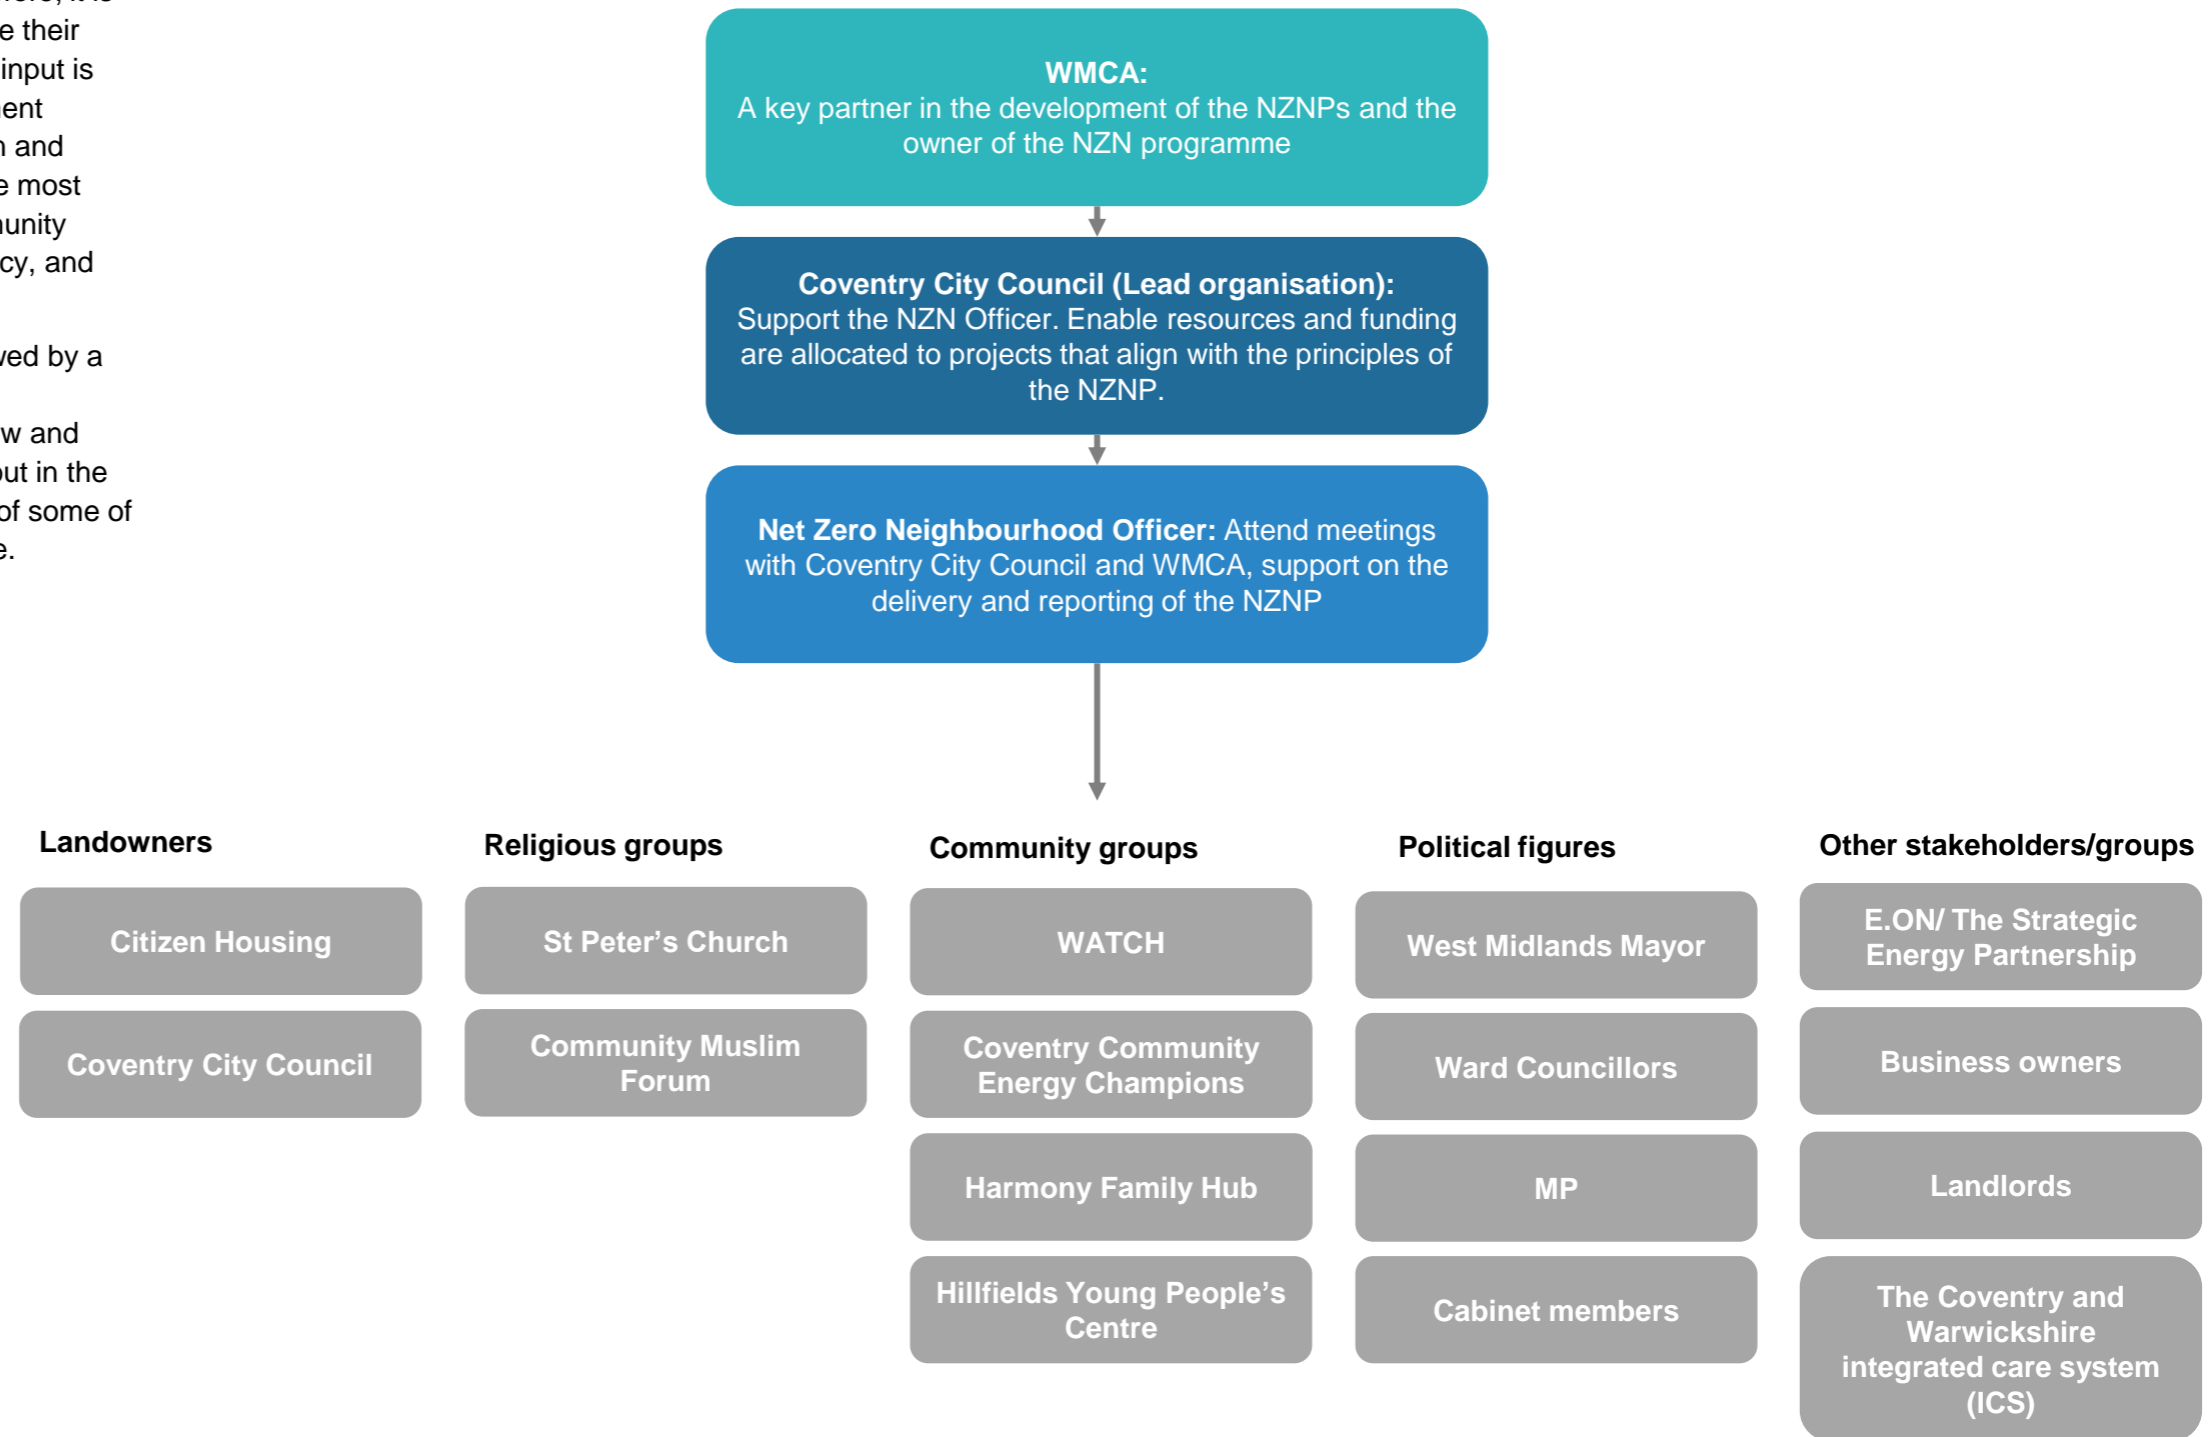 it is
e their
input is
ent
n and
e most
unity
cy, and
ved by a
w and
out in the
of some of
e.
WMCA:
A key partner in the development of the NZNPs and the
owner of the NZN programme
Coventry City Council (Lead organisation):
Support the NZN Officer. Enable resources and funding
are allocated to projects that align with the principles of
the NZNP.
Net Zero Neighbourhood Officer: Attend meetings
with Coventry City Council and WMCA, support on the
delivery and reporting of the NZNP
Landowners
Citizen Housing
Coventry City Council
Religious groups
St Peter’s Church
Community Muslim
Forum
Community groups
WATCH
Coventry Community
Energy Champions
Harmony Family Hub
Hillfields Young People’s
Centre
Political figures
West Midlands Mayor
Ward Councillors
MP
Cabinet members
Other stakeholders/groups
E.ON/ The Strategic
Energy Partnership
Business owners
Landlords
The Coventry and
Warwickshire
integrated care system
(ICS)